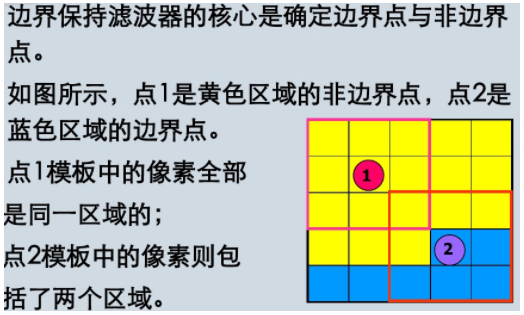 边界保持滤波器的核心是确定边界点与非边界
点。
如图所示，点1是黄色区域的非边界点，点2是
蓝色区域的边界点。
点1模板中的像素全部
是同一区域的；
点2模板中的像素则包
括了两个区域。
1
2